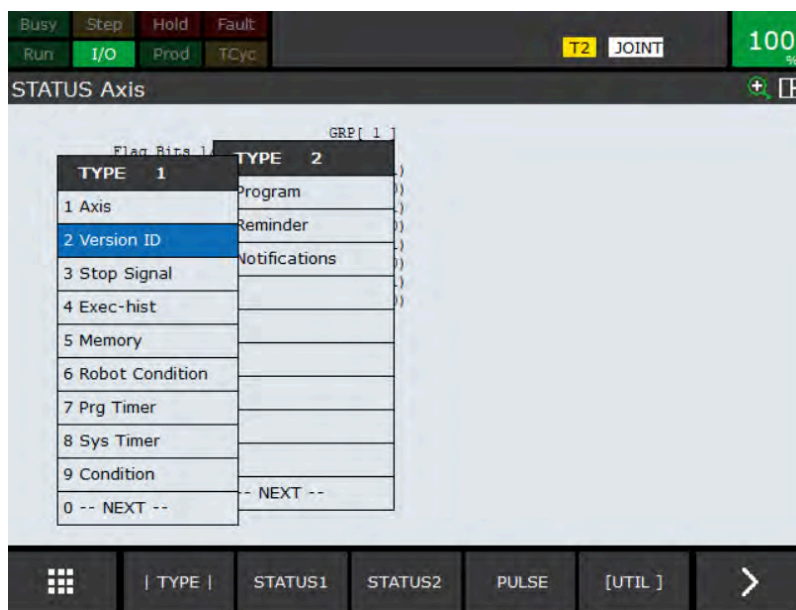 Busy Step Hold Fault
Run I/O Prod TCyc
T2 JOINT
100
%
STATUS Axis
GRP[ 1 ]
Flag Bits 1
TYPE 1
1 Axis
2 Version ID
3 Stop Signal
4 Exec-hist
5 Memory
6 Robot Condition
7 Prg Timer
8 Sys Timer
9 Condition
0 -- NEXT --
TYPE 2
Program
Reminder
Notifications
-- NEXT --
| TYPE | STATUS1 STATUS2 PULSE [UTIL ]